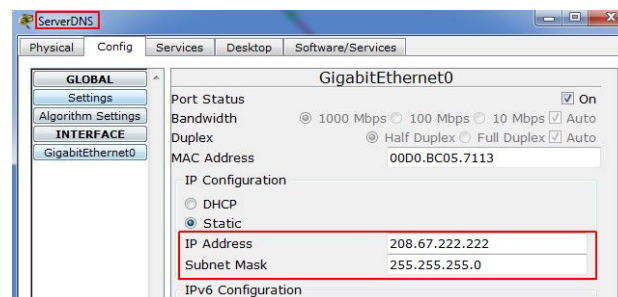 ServerDNS
Physical Config Services Desktop Software/Services
GLOBAL
Settings
Algorithm Settings
INTERFACE
GigabitEthernet0
GigabitEthernet0
Port Status On
Bandwidth 1000 Mbps 100 Mbps 10 Mbps Auto
Duplex Half Duplex Full Duplex Auto
MAC Address 00D0.BC05.7113
IP Configuration
DHCP
Static
IP Address 208.67.222.222
Subnet Mask 255.255.255.0
IPv6 Configuration